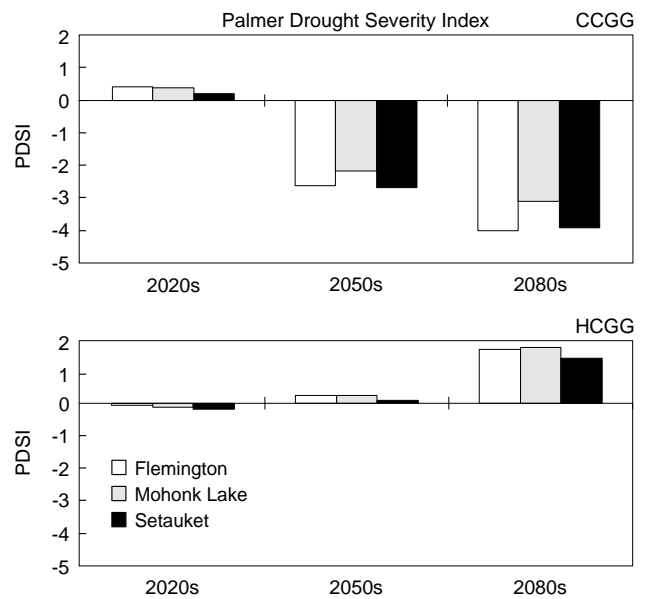 Palmer Drought Severity Index CCGG
2
1
0
-1
-2
-3
-4
-5
PDSI
2020s 2050s 2080s
HCGG
2
1
0
-1
-2
-3
-4
-5
PDSI
Flemington
Mohonk Lake
Setauket
2020s 2050s 2080s